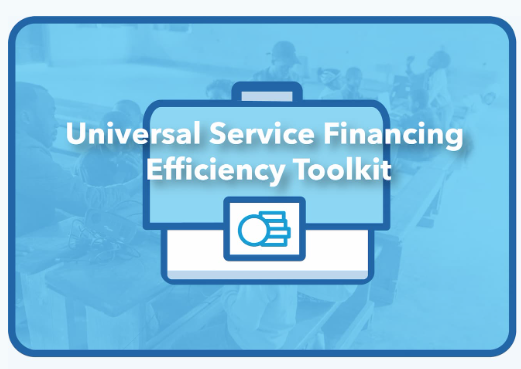 Universal Service Financing
Efficiency Toolkit